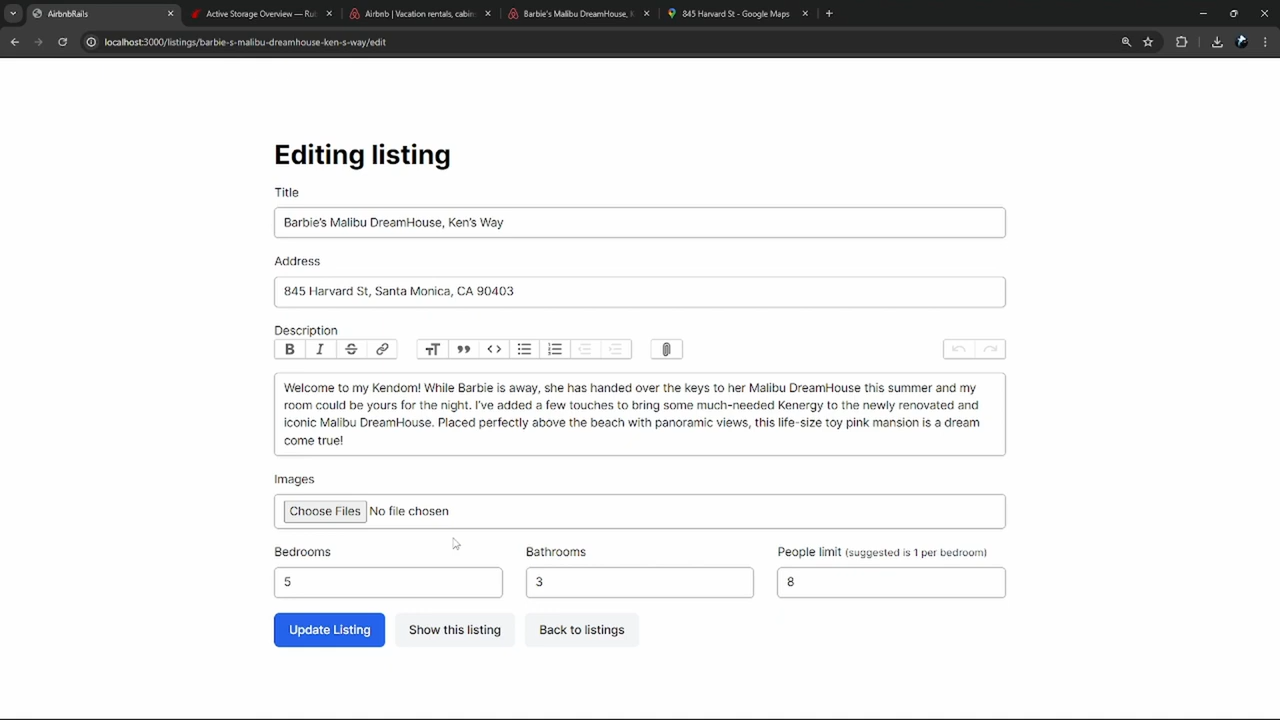 AirbnbRails
Active Storage Overview — Ru
Airbnb | Vacation rentals, cabin
Barbie's Malibu DreamHouse, K
845 Harvard St - Google Maps
localhost:3000/listings/barbie-s-malibu-dreamhouse-ken-s-way/edit
Editing listing
Title
Barbie's Malibu DreamHouse, Ken's Way
Address
845 Harvard St, Santa Monica, CA 90403
Description
Welcome to my Kendom! While Barbie is away, she has handed over the keys to her Malibu DreamHouse this summer and my
room could be yours for the night. I've added a few touches to bring some much-needed Kenergy to the newly renovated and
iconic Malibu DreamHouse. Placed perfectly above the beach with panoramic views, this life-size toy pink mansion is a dream
come true!
Images
Choose Files No file chosen
Bedrooms Bathrooms People limit (suggested is 1 per bedroom)
5 3 8
Update Listing Show this listing Back to listings